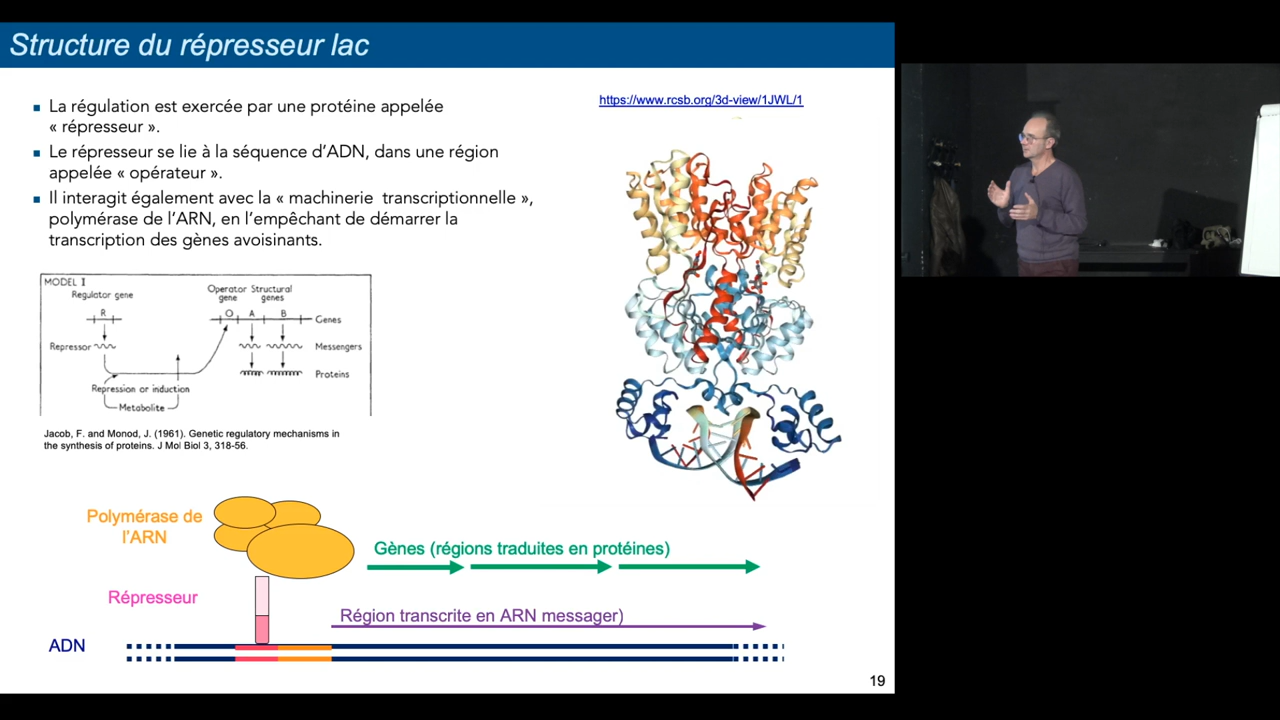 Structure du répresseur lac
La régulation est exercée par une protéine appelée
« répresseur ».
Le répresseur se lie à la séquence d’ADN, dans une région
appelée « opérateur ».
Il interagit également avec la « machinerie transcriptionnelle »,
polymérase de l’ARN, en l’empêchant de démarrer la
transcription des gènes avoisinants.
https://www.rcsb.org/3d-view/1JWL/1
MODEL I
Regulator gene
Operator Structural
gene genes
R
O A B
Genes
Repressor
Messengers
Proteins
Repression or induction
Metabolite
Jacob, F. and Monod, J. (1961). Genetic regulatory mechanisms in
the synthesis of proteins. J Mol Biol 3, 318-56.
Polymérase de
l’ARN
Gènes (régions traduites en protéines)
Répresseur
Région transcrite en ARN messager)
ADN
19